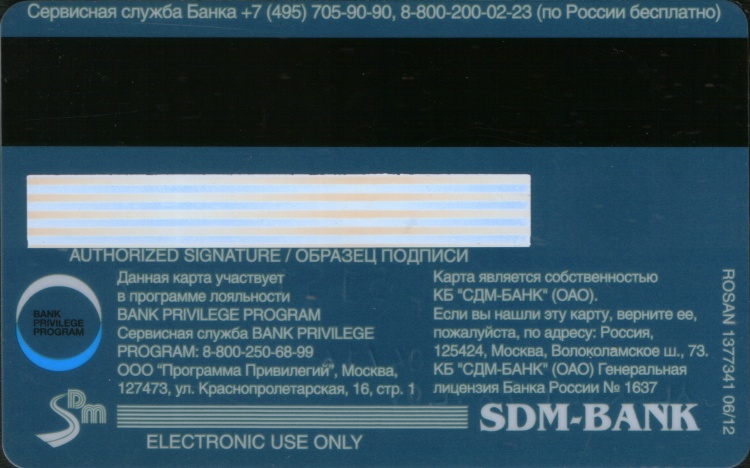 Сервисная служба Банка +7 (495) 705-90-90, 8-800-200-02-23 (по России бесплатно)
AUTHORIZED SIGNATURE / ОБРАЗЕЦ ПОДПИСИ
BANK
PRIVILEGE
PROGRAM
Данная карта участвует
в программе лояльности
BANK PRIVILEGE PROGRAM
Сервисная служба BANK PRIVILEGE
PROGRAM: 8-800-250-68-99
ООО "Программа Привилегий", Москва,
127473, ул. Краснопролетарская, 16, стр. 1
Карта является собственностью
КБ "СДМ-БАНК" (ОАО).
Если вы нашли эту карту, верните ее,
пожалуйста, по адресу: Россия,
125424, Москва, Волоколамское ш., 73.
КБ "СДМ-БАНК" (ОАО) Генеральная
лицензия Банка России № 1637
ROSAN 1377341 06/12
SDM
SDM-BANK
ELECTRONIC USE ONLY